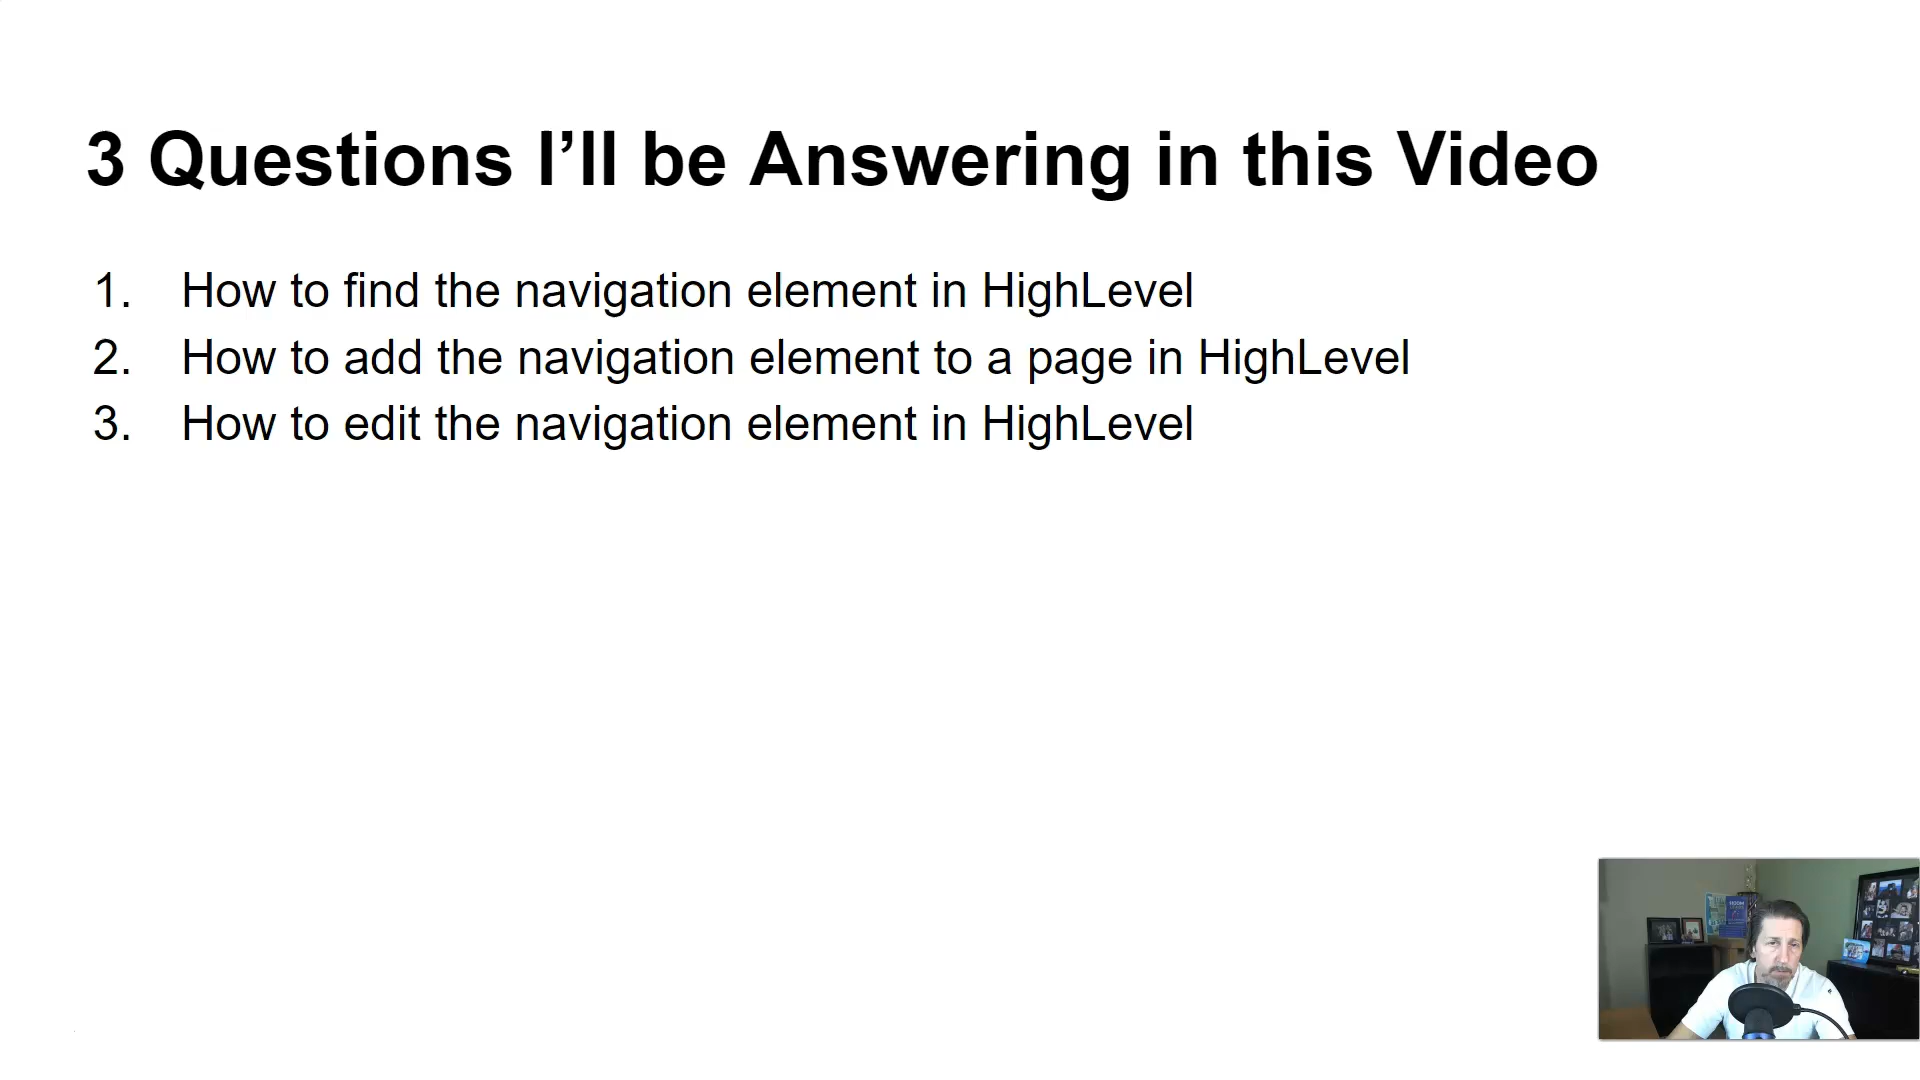 3 Questions I’ll be Answering in this Video
1. How to find the navigation element in HighLevel
2. How to add the navigation element to a page in HighLevel
3. How to edit the navigation element in HighLevel